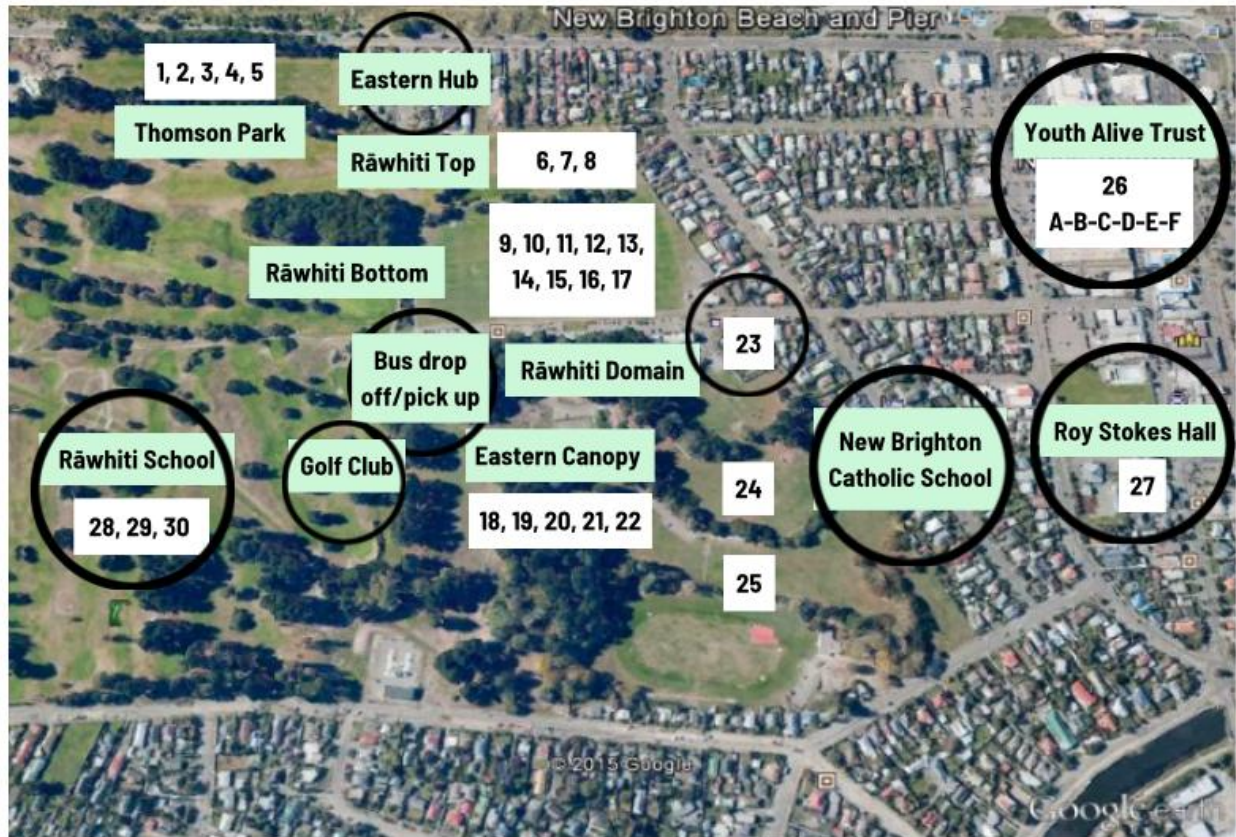 New Brighton Beach and Pier
1, 2, 3, 4, 5
Eastern Hub
Thomson Park
Youth Alive Trust
Rāwhiti Top
6, 7, 8
26
A-B-C-D-E-F
9, 10, 11, 12, 13,
14, 15, 16, 17
Rāwhiti Bottom
23
Bus drop
off/pick up
Rāwhiti Domain
Rāwhiti School
28, 29, 30
Golf Club
Eastern Canopy
18, 19, 20, 21, 22
New Brighton
Catholic School
Roy Stokes Hall
27
24
25
© 2015 Google
Google earth